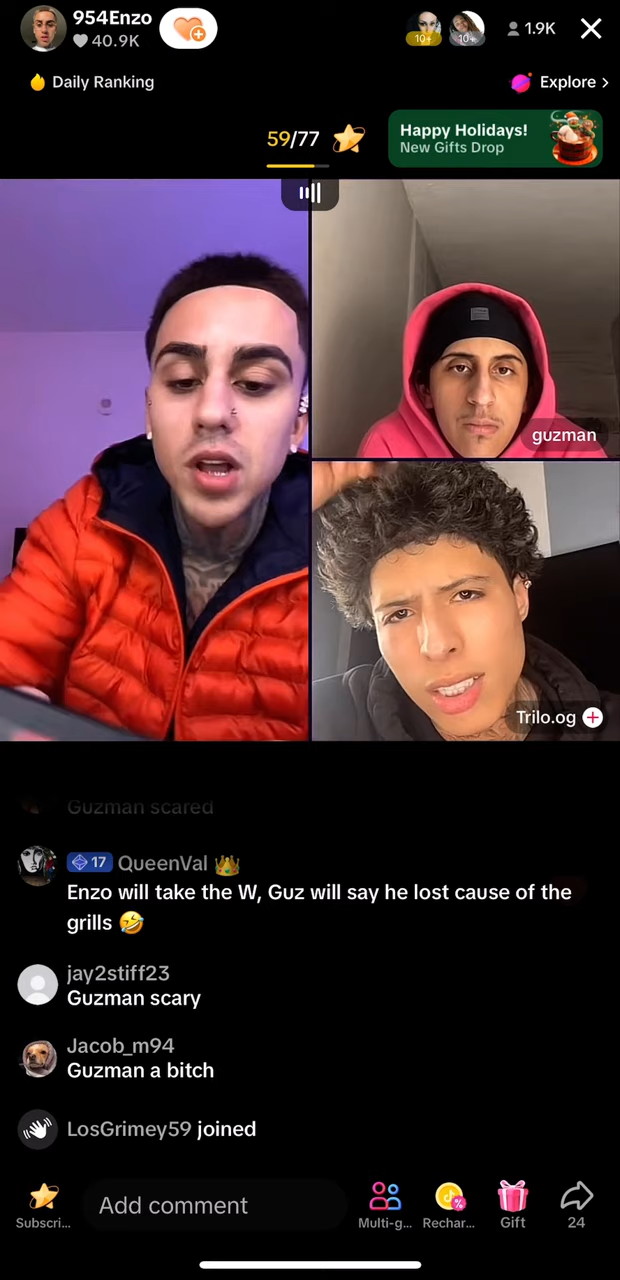 954Enzo
40.9K
10+
10+
1.9K
Daily Ranking
Explore >
59/77
Happy Holidays!
New Gifts Drop
guzman
Trilo.og
Guzman scared
17 QueenVal
Enzo will take the W, Guz will say he lost cause of the
grills 🤣
jay2stiff23
Guzman scary
Jacob_m94
Guzman a bitch
LosGrimey59 joined
Add comment
Subscri...
Multi-g...
Rechar...
Gift
24